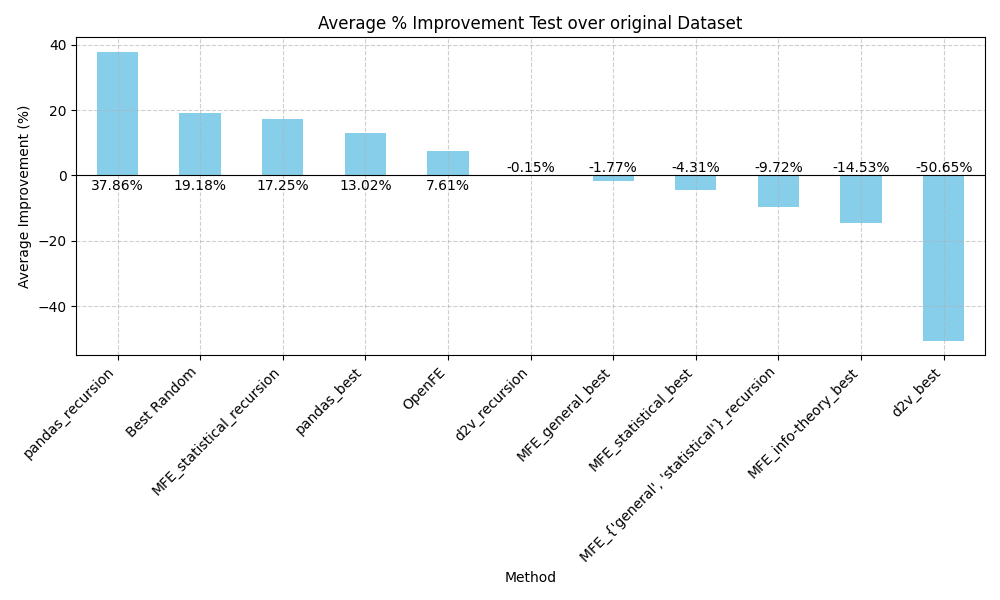 Average % Improvement Test over original Dataset
Average Improvement (%)
40
20
0
−20
−40
37.86%
19.18%
17.25%
13.02%
7.61%
-0.15%
-1.77%
-4.31%
-9.72%
-14.53%
-50.65%
pandas_recursion
Best Random
MFE_statistical_recursion
pandas_best
OpenFE
d2v_recursion
MFE_general_best
MFE_statistical_best
MFE_{'general', 'statistical'}_recursion
MFE_info-theory_best
d2v_best
Method